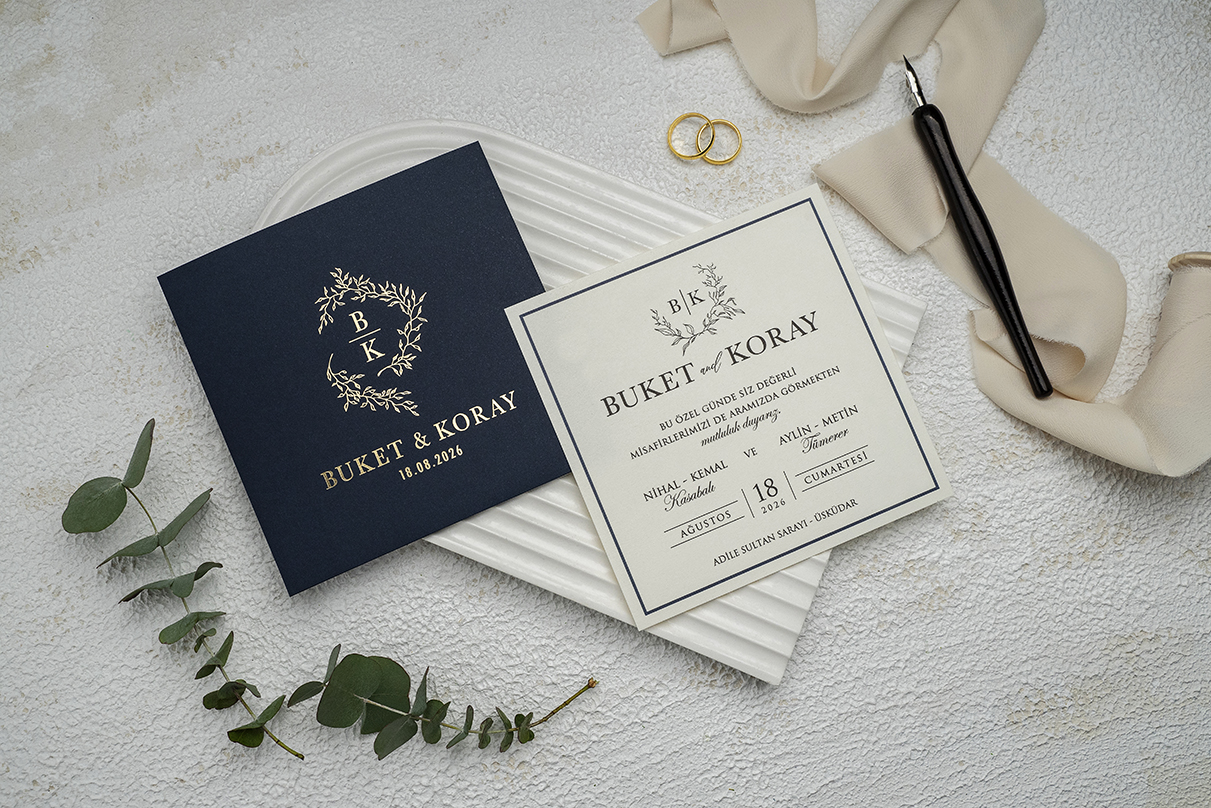 B
K
BUKET & KORAY
18.08.2026
B|K
BUKET and KORAY
BU ÖZEL GÜNDE SİZ DEĞERLİ
MİSAFİRLERİMİZİ DE ARAMIZDA GÖRMEKTEN
mutluluk duyarız.
NİHAL - KEMAL
Kasabalı
VE
AYLİN - METİN
Tümerer
AĞUSTOS
18
2026
CUMARTESİ
ADİLE SULTAN SARAYI - ÜSKÜDAR